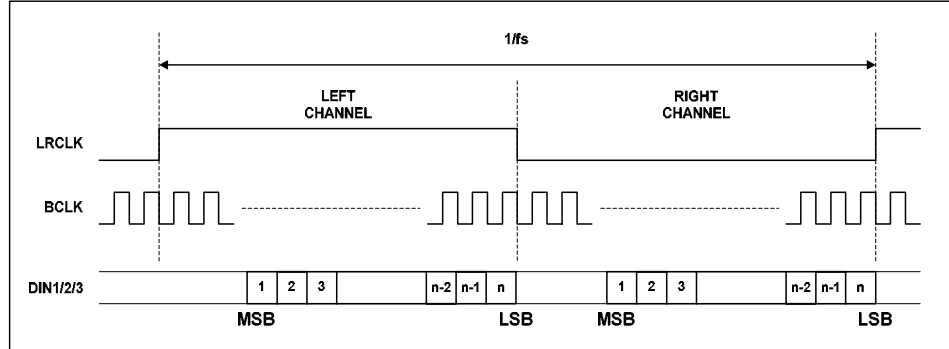 1/fs
LEFT
CHANNEL
RIGHT
CHANNEL
LRCLK
BCLK
DIN1/2/3 1 2 3 n-2 n-1 n 1 2 3 n-2 n-1 n
MSB LSB MSB LSB